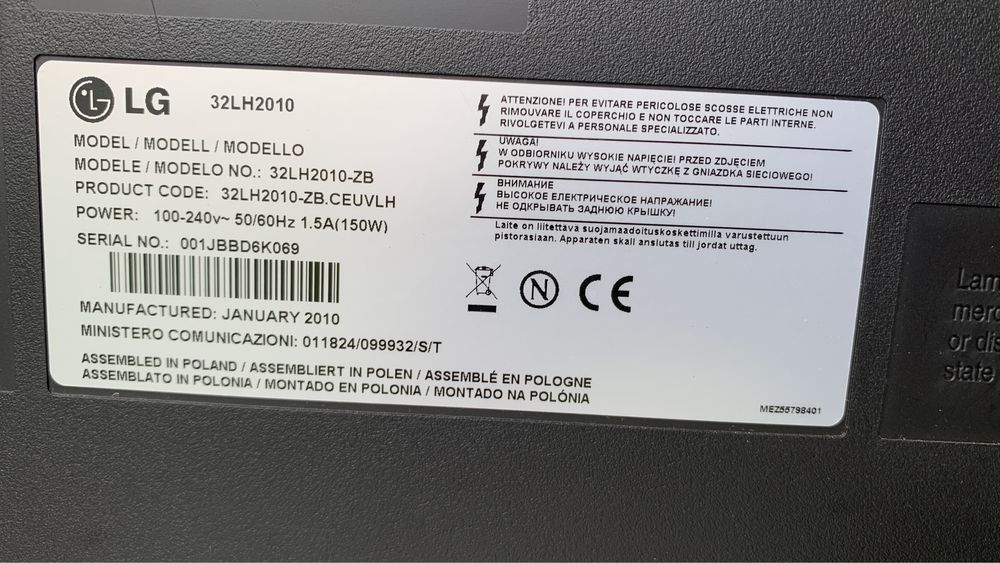 LG 32LH2010
MODEL / MODELL / MODELLO
MODELE / MODELO NO.: 32LH2010-ZB
PRODUCT CODE: 32LH2010-ZB.CEUVLH
POWER: 100-240v~ 50/60Hz 1.5A(150W)
SERIAL NO.: 001JBBD6K069
MANUFACTURED: JANUARY 2010
MINISTERO COMUNICAZIONI: 011824/099932/S/T
ASSEMBLED IN POLAND / ASSEMBLIERT IN POLEN / ASSEMBLÉ EN POLOGNE
ASSEMBLATO IN POLONIA / MONTADO EN POLONIA / MONTADO NA POLÓNIA
ATTENZIONE! PER EVITARE PERICOLOSE SCOSSE ELETTRICHE NON
RIMOUVARE IL COPERCHIO E NON TOCCARE LE PARTI INTERNE.
RIVOLGETEVI A PERSONALE SPECIALIZZATO.
UWAGA!
W ODBIORNIKU WYSOKIE NAPIĘCIE! PRZED ZDJĘCIEM
POKRYWY NALEŻY WYJĄĆ WTYCZKĘ Z GNIAZDKA SIECIOWEGO!
ВНИМАНИЕ
ВЫСОКОЕ ЕЛЕКТРИЧЕСКОЕ НАПРАЖАНИЕ!
НЕ ОДКРЫВАТЬ ЗАДНЮЮ КРЫШКУ!
Laite on liitettava suojamaadoituskoskettimilla varustettuun
pistorasiaan. Apparaten skall anslutas till jordat uttag.
N CE
MEZ55798401
Lam
merc
or dis
state